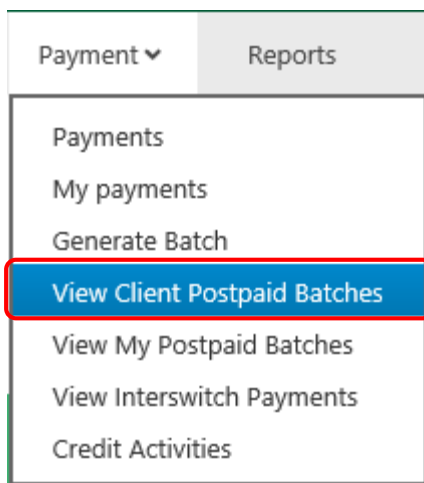 Payment Reports
Payments
My payments
Generate Batch
View Client Postpaid Batches
View My Postpaid Batches
View Interswitch Payments
Credit Activities